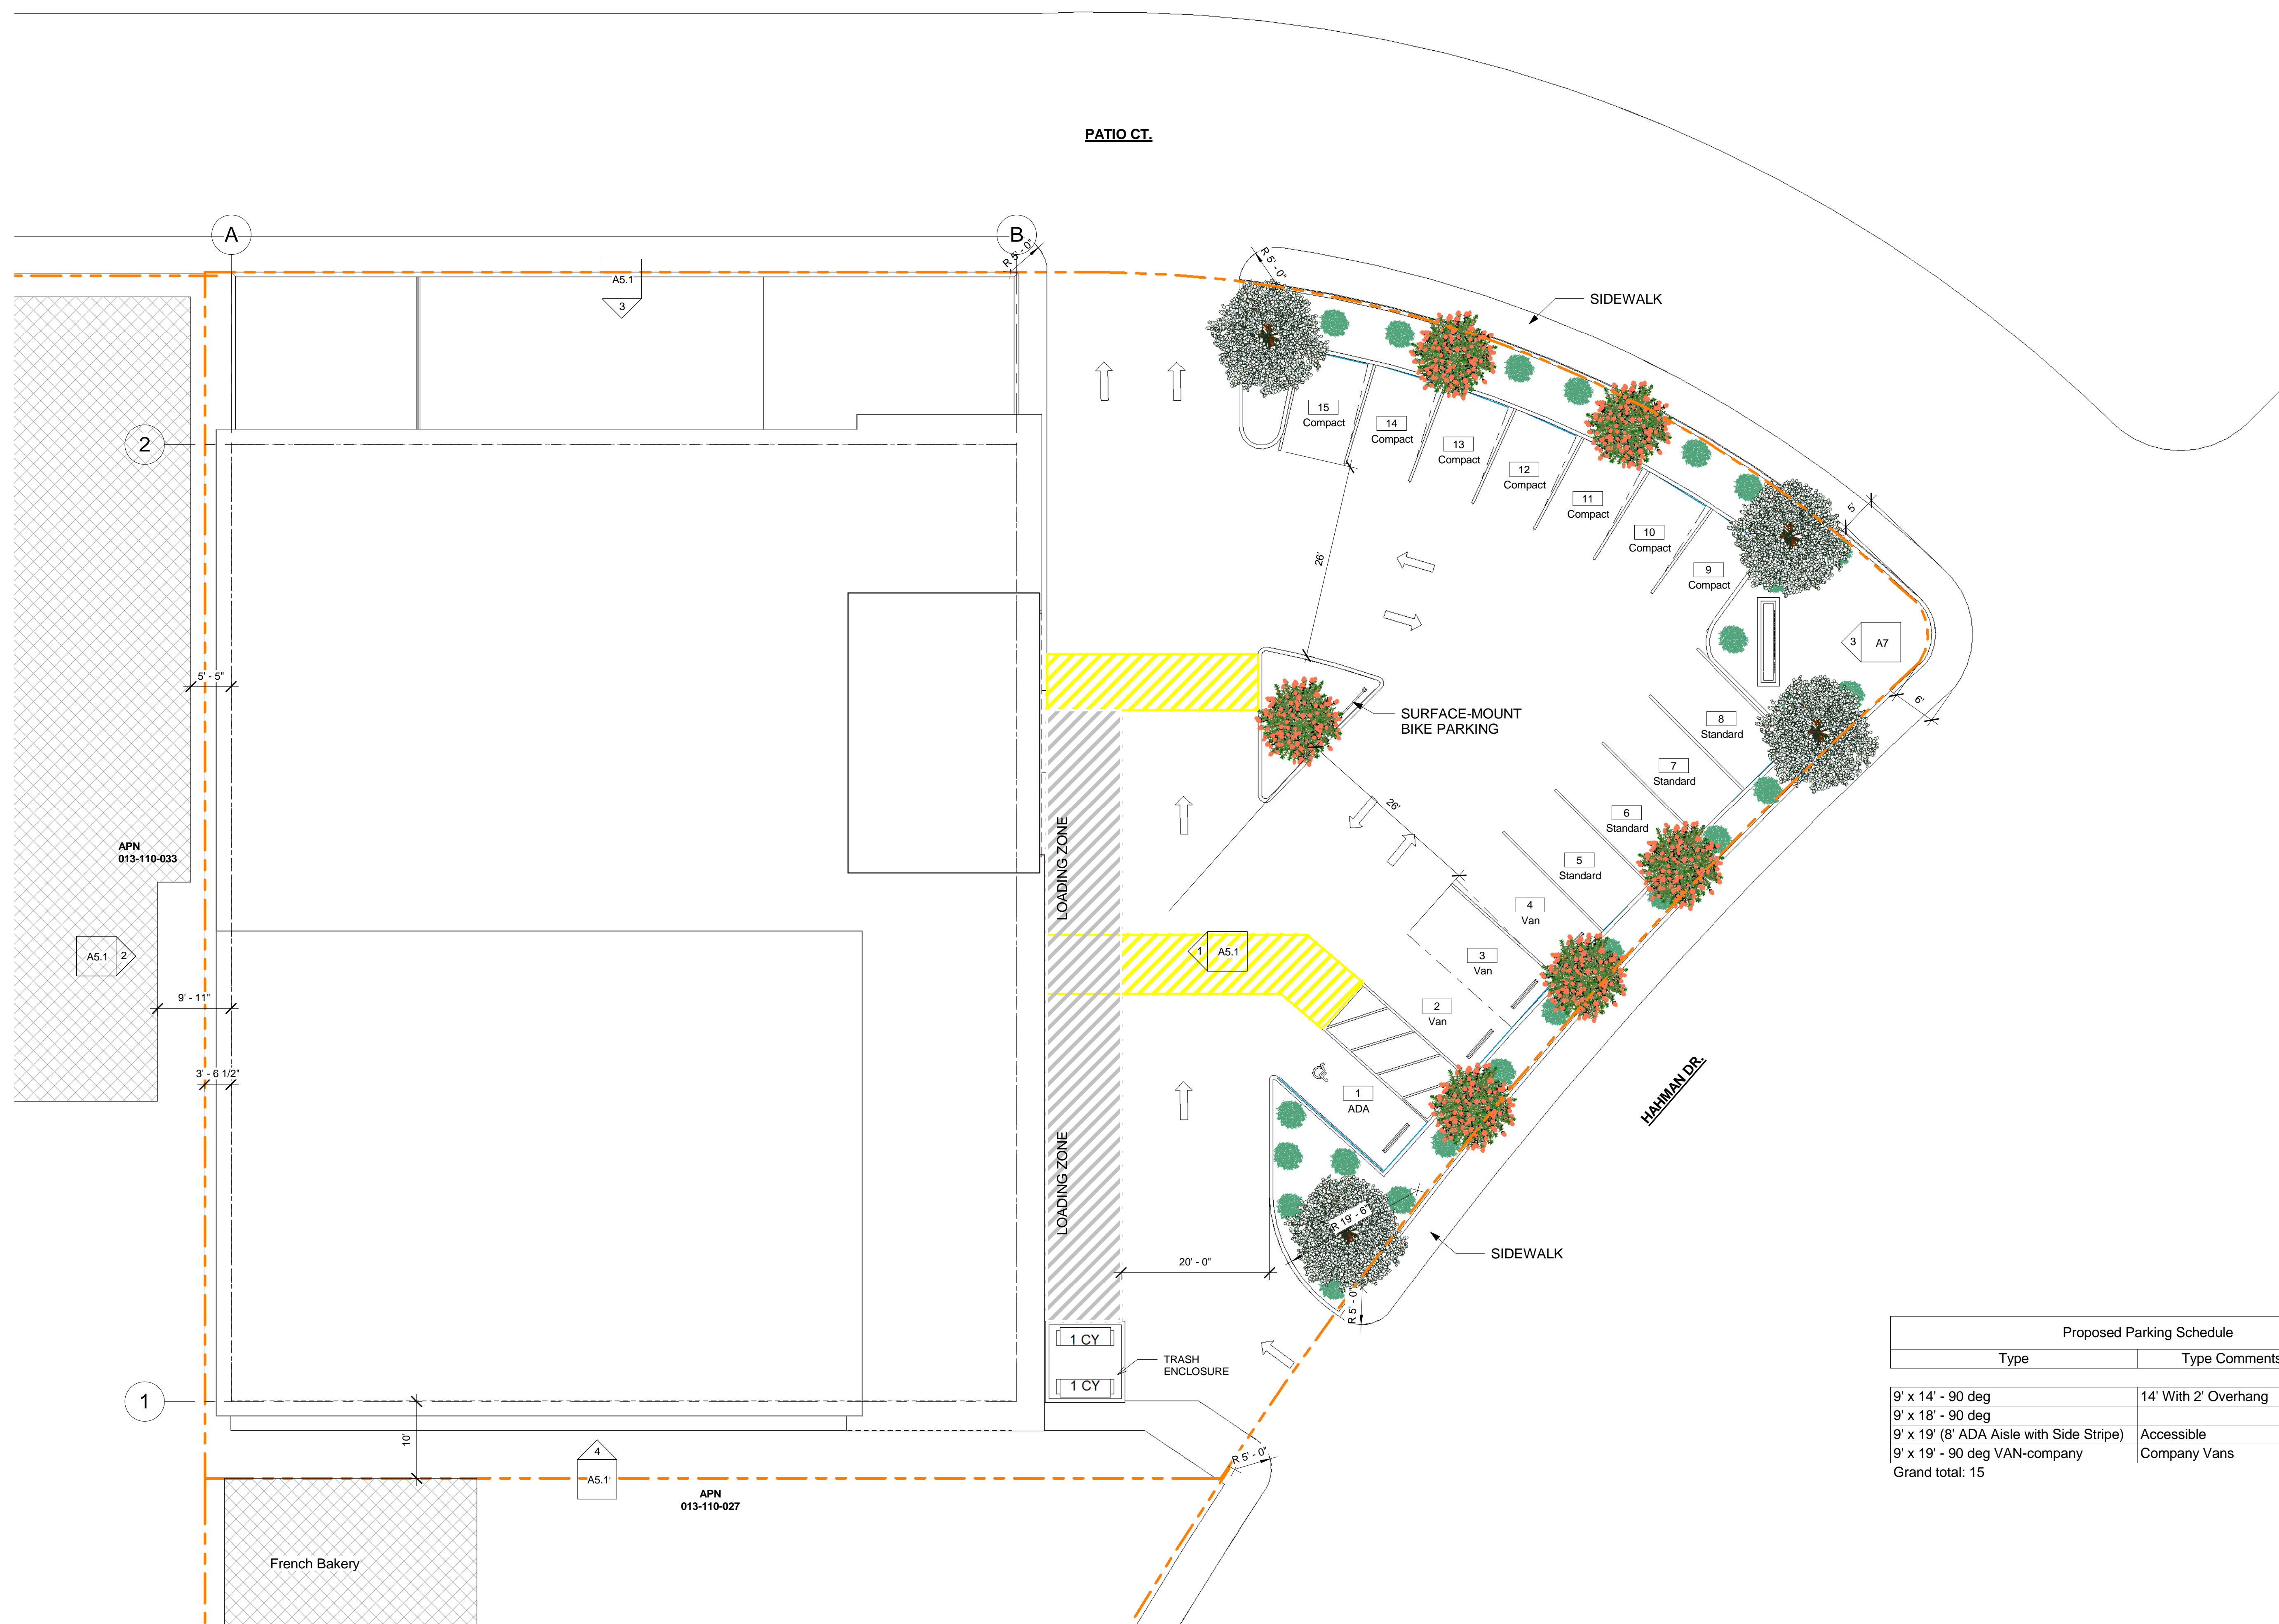 PATIO CT.
A
B
R 5' - 0"
R 5' - 0"
A5.1
3
SIDEWALK
2
15
Compact
14
Compact
13
Compact
12
Compact
11
Compact
10
Compact
9
Compact
5'
26'
3
A7
6'
5' - 5"
SURFACE-MOUNT
BIKE PARKING
8
Standard
7
Standard
6
Standard
5
Standard
26'
APN
013-110-033
LOADING ZONE
4
Van
3
Van
2
Van
1
A5.1
A5.1
2
9' - 11"
3' - 6 1/2"
1
ADA
HAHMAN DR.
LOADING ZONE
R 19' - 6"
SIDEWALK
20' - 0"
R 5' - 0"
1 CY
1 CY
TRASH
ENCLOSURE
1
10'
4
A5.1
R 5' - 0"
APN
013-110-027
French Bakery
Proposed Parking Schedule
Type
Type Comments
9' x 14' - 90 deg
14' With 2' Overhang
9' x 18' - 90 deg
9' x 19' (8' ADA Aisle with Side Stripe)
Accessible
9' x 19' - 90 deg VAN-company
Company Vans
Grand total: 15